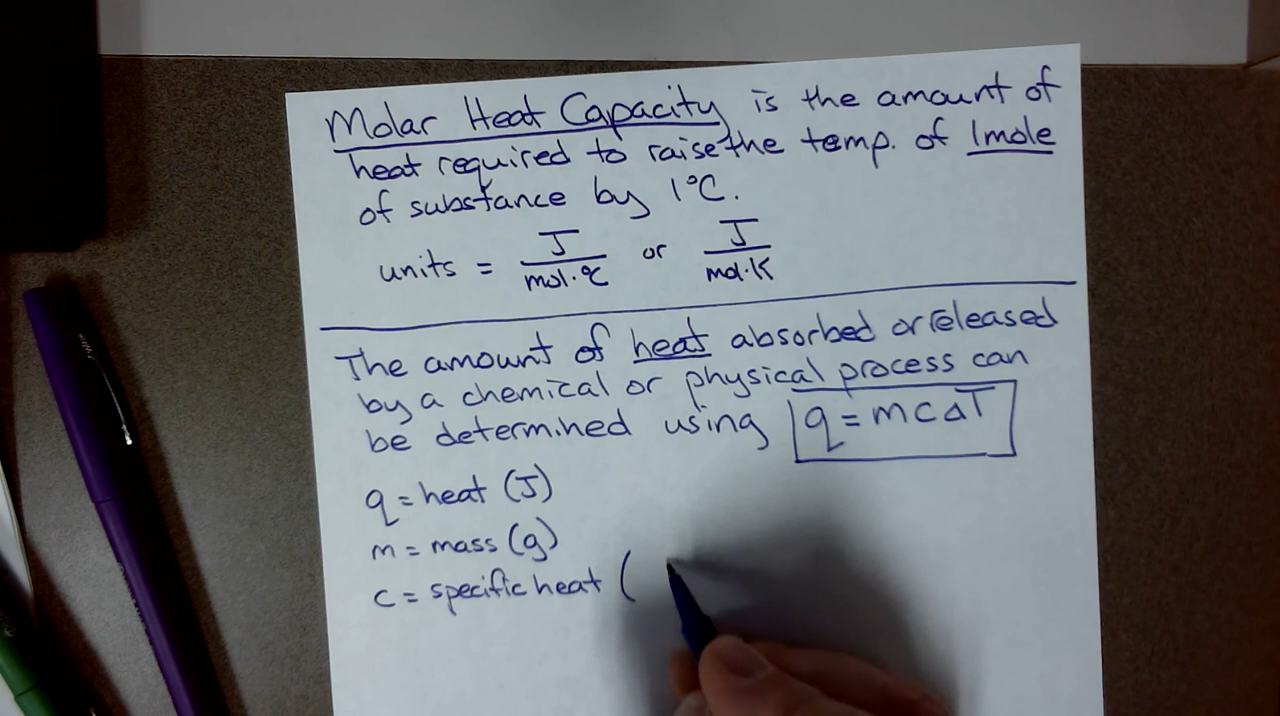 Molar Heat Capacity is the amount of
heat required to raise the temp. of 1 mole
of substance by 1°C.
units = J/mol·°C or J/mol·K
The amount of heat absorbed or released
by a chemical or physical process can
be determined using q = mcΔT
q = heat (J)
m = mass (g)
c = specific heat (